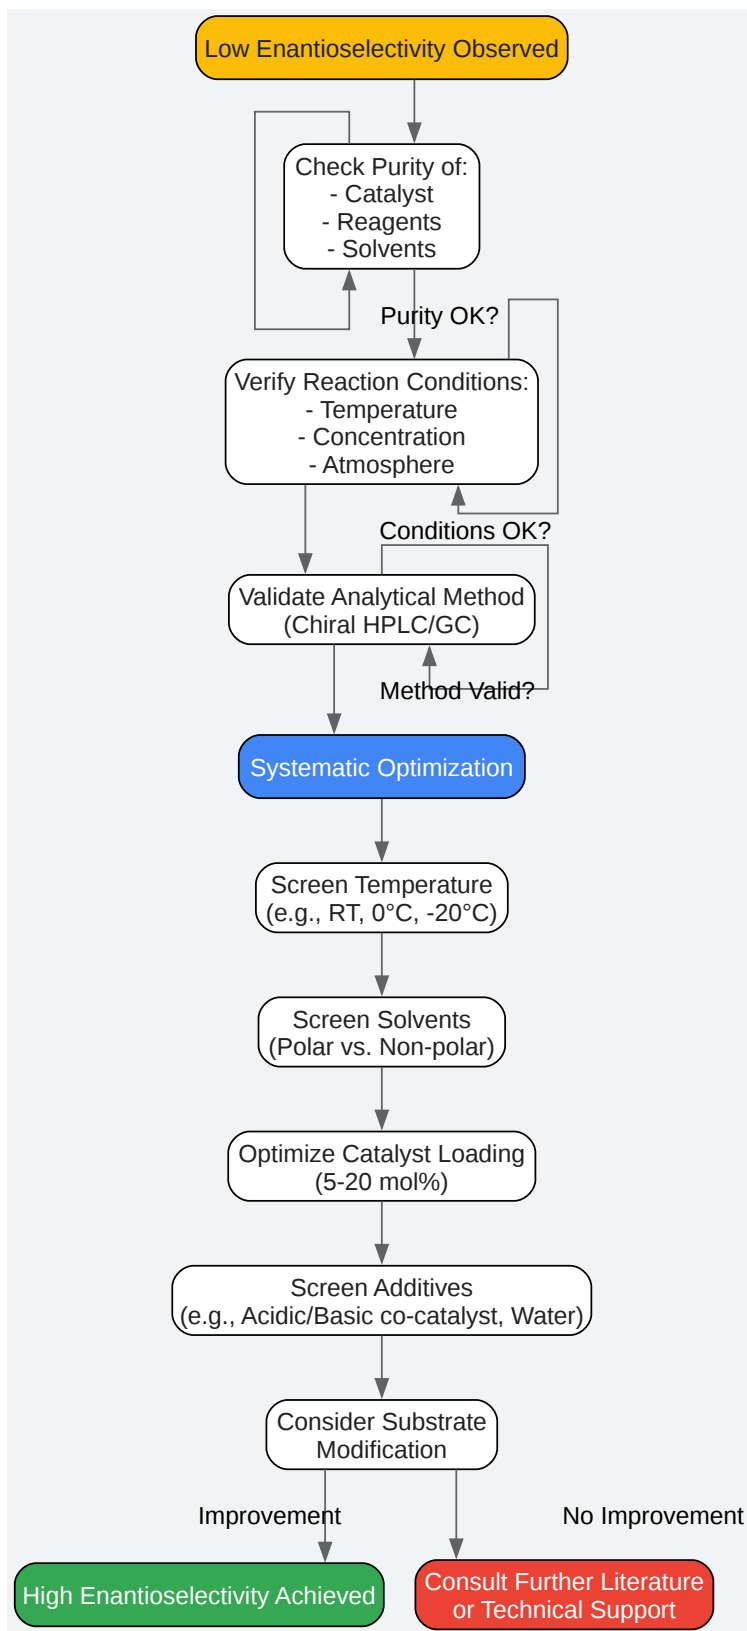 Low Enantioselectivity Observed
Check Purity of:
- Catalyst
- Reagents
- Solvents
Purity OK?
Verify Reaction Conditions:
- Temperature
- Concentration
- Atmosphere
Conditions OK?
Validate Analytical Method
(Chiral HPLC/GC)
Method Valid?
Systematic Optimization
Screen Temperature
(e.g., RT, 0°C, -20°C)
Screen Solvents
(Polar vs. Non-polar)
Optimize Catalyst Loading
(5-20 mol%)
Screen Additives
(e.g., Acidic/Basic co-catalyst, Water)
Consider Substrate
Modification
Improvement
No Improvement
High Enantioselectivity Achieved
Consult Further Literature
or Technical Support